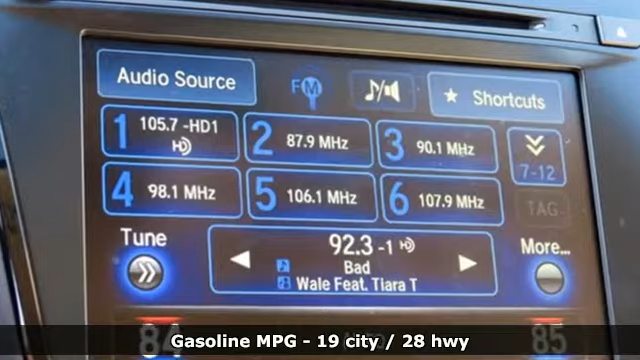 Audio Source
FM
★ Shortcuts
1 105.7 -HD1
2 87.9 MHz
3 90.1 MHz
7-12
4 98.1 MHz
5 106.1 MHz
6 107.9 MHz
TAG
Tune
92.3 -1
More...
Bad
Wale Feat. Tiara T
84
85
Gasoline MPG - 19 city / 28 hwy